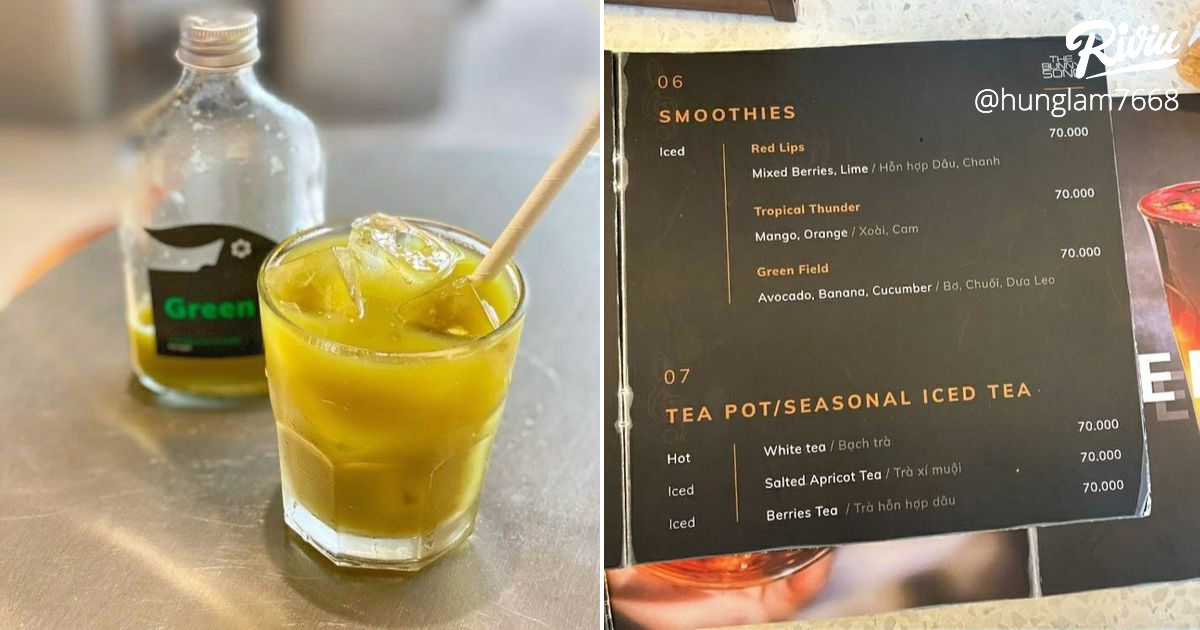 Green
Riviu
@hunglam7668
THE
BUNNY
SONG
06
SMOOTHIES
Iced
Red Lips
70.000
Mixed Berries, Lime / Hỗn hợp Dâu, Chanh
Tropical Thunder
70.000
Mango, Orange / Xoài, Cam
Green Field
70.000
Avocado, Banana, Cucumber / Bơ, Chuối, Dưa Leo
07
TEA POT/SEASONAL ICED TEA
Hot
White tea / Bạch trà
70.000
Iced
Salted Apricot Tea / Trà xí muội
70.000
Iced
Berries Tea / Trà hỗn hợp dâu
70.000
E